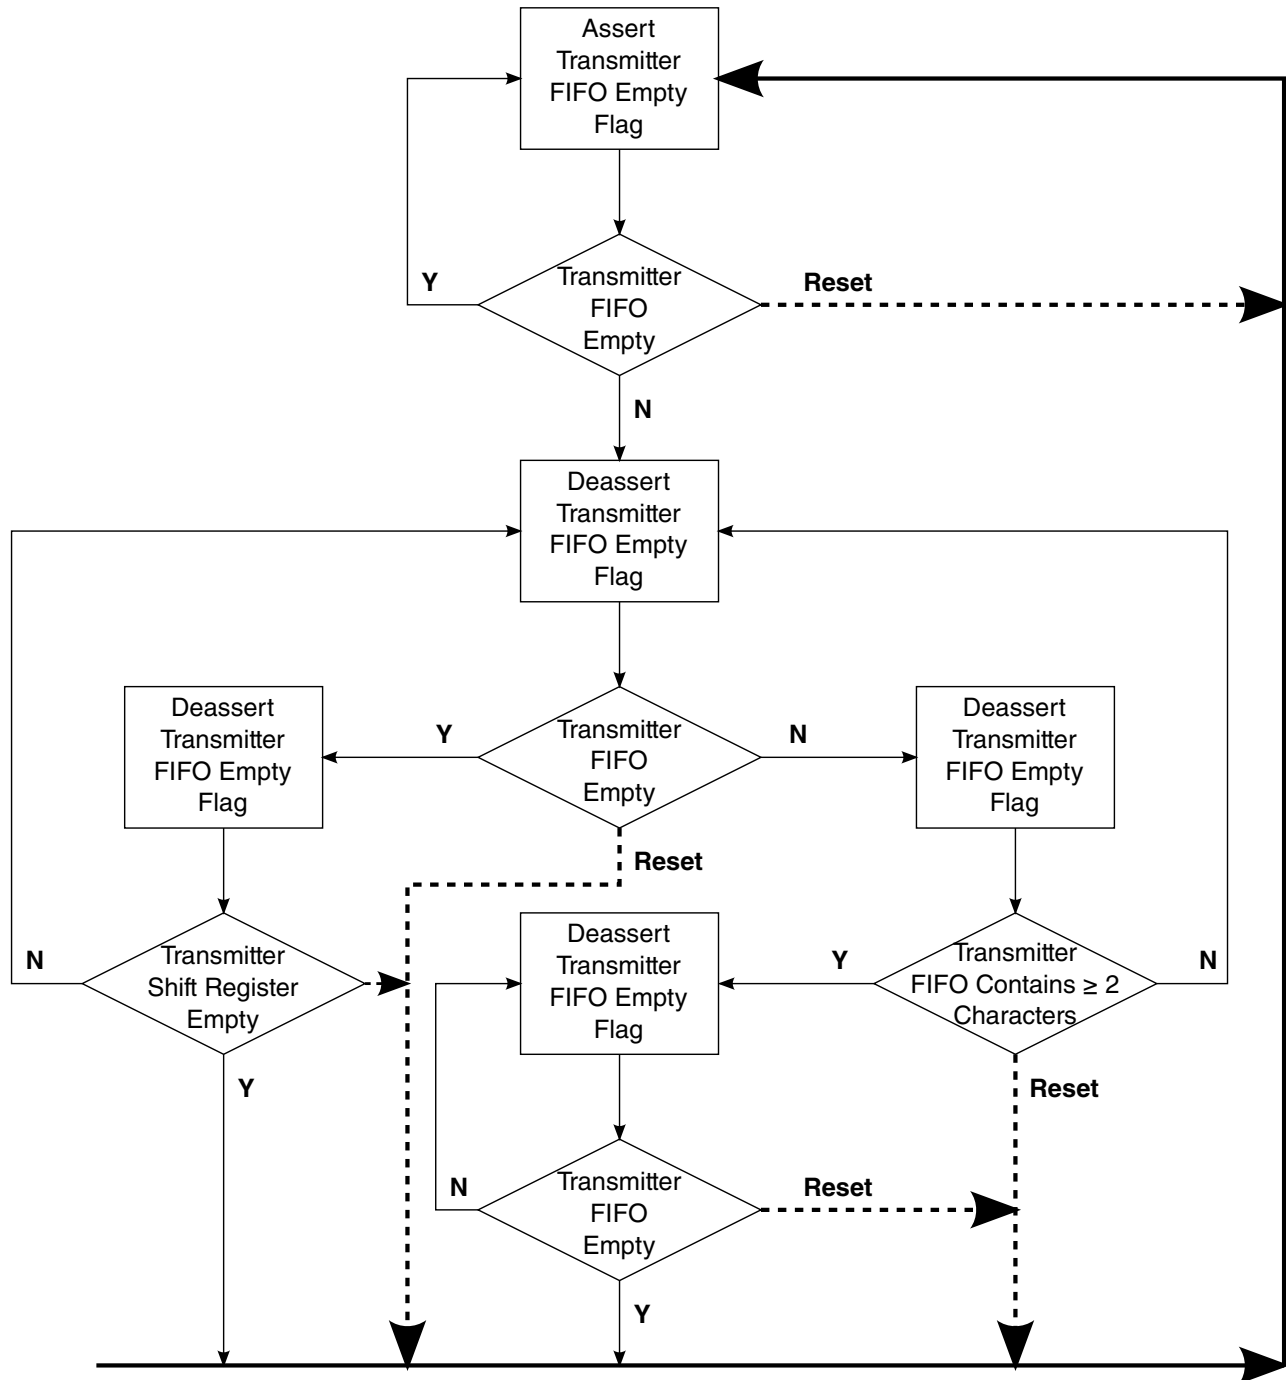 Assert
Transmitter
FIFO Empty
Flag
Y
Transmitter
FIFO
Empty
Reset
N
Deassert
Transmitter
FIFO Empty
Flag
Deassert
Transmitter
FIFO Empty
Flag
Y
Transmitter
FIFO
Empty
N
Deassert
Transmitter
FIFO Empty
Flag
Reset
N
Transmitter
Shift Register
Empty
Y
Deassert
Transmitter
FIFO Empty
Flag
Y
Transmitter
FIFO Contains ≥ 2
Characters
N
Reset
N
Transmitter
FIFO
Empty
Reset
Y